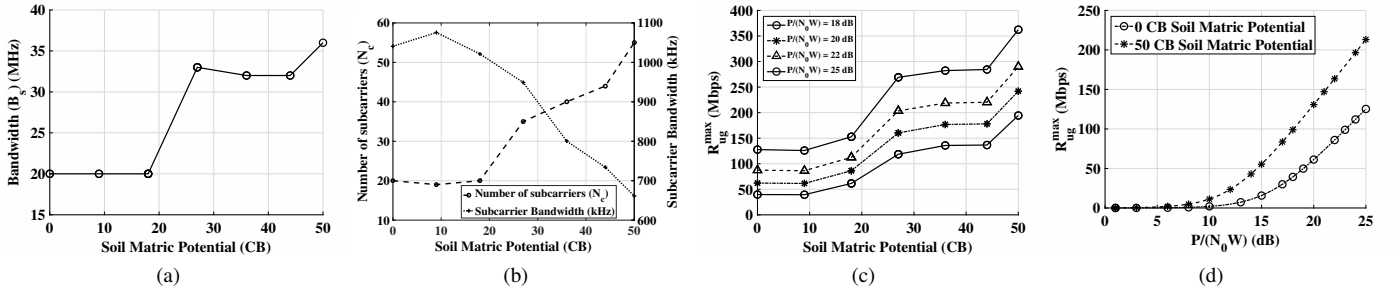 40
35
30
25
20
15
0 10 20 30 40 50
Bandwidth (B_s) (MHz)
Soil Matric Potential (CB)
(a)
60
50
40
30
20
10
1100
1000
900
800
700
600
0 10 20 30 40 50
Number of subcarriers (N_c)
Subcarrier Bandwidth (kHz)
Number of subcarriers (N_c)
Subcarrier Bandwidth (kHz)
Soil Matric Potential (CB)
(b)
400
350
300
250
200
150
100
50
0
0 10 20 30 40 50
R_ug^max (Mbps)
P/(N_0W) = 18 dB
P/(N_0W) = 20 dB
P/(N_0W) = 22 dB
P/(N_0W) = 25 dB
Soil Matric Potential (CB)
(c)
250
200
150
100
50
0
0 5 10 15 20 25
R_ug^max (Mbps)
0 CB Soil Matric Potential
50 CB Soil Matric Potential
P/(N_0W) (dB)
(d)